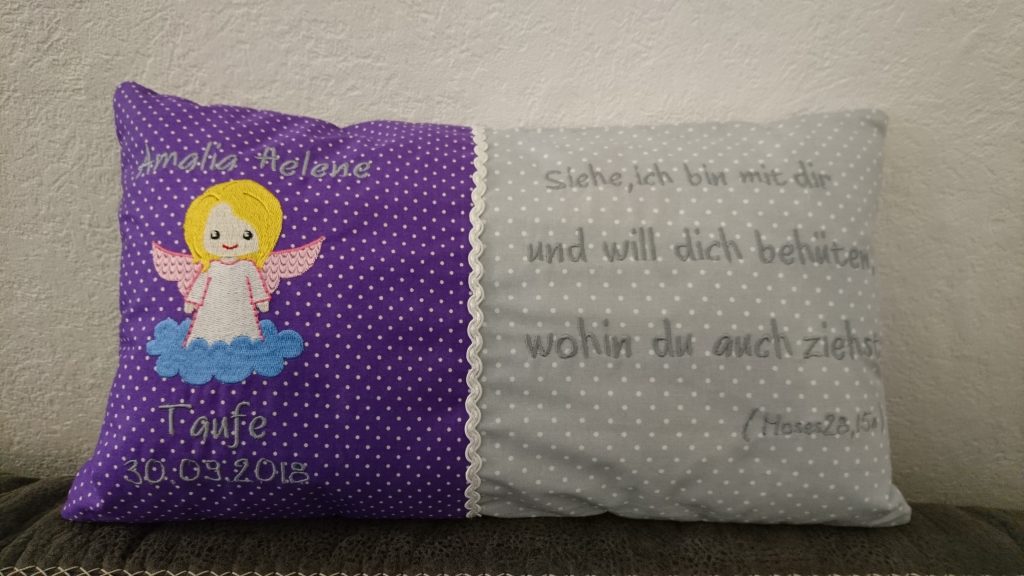 Amalia Helene
Taufe
30.09.2018
Siehe, ich bin mit dir
und will dich behüten,
wohin du auch ziehst
(Moses28,15a)